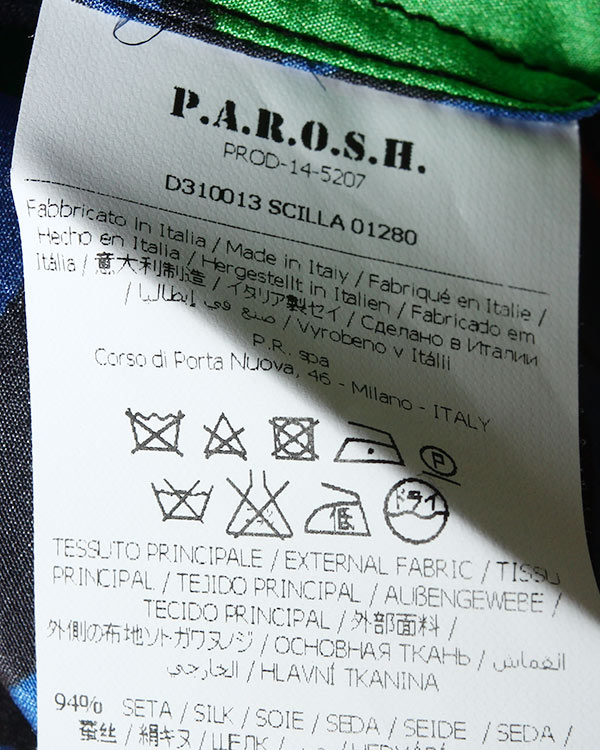 P.A.R.O.S.H.
PROD-14-5207
D310013 SCILLA 01280
Fabbricato in Italia / Made in Italy / Fabriqué en Italie /
Hecho en Italia / Hergestellt in Italien / Fabricado em
Itália / 意大利制造 / イタリア製セイ / Сделано в Италии
/ صنع في إيطاليا / Vyrobeno v Itálii
P.R. spa
Corso di Porta Nuova, 46 - Milano - ITALY
P
低
ドライ
TESSUTO PRINCIPALE / EXTERNAL FABRIC / TISSU
PRINCIPAL / TEJIDO PRINCIPAL / AUßENGEWEBE /
TECIDO PRINCIPAL / 外部面料 /
外側の布地ソトガワヌノジ / ОСНОВНАЯ ТКАНЬ / القماش
الخارجي / HLAVNÍ TKANINA
94% SETA / SILK / SOIE / SEDA / SEIDE / SEDA /
蚕丝 / 絹キヌ / ШЕЛК /